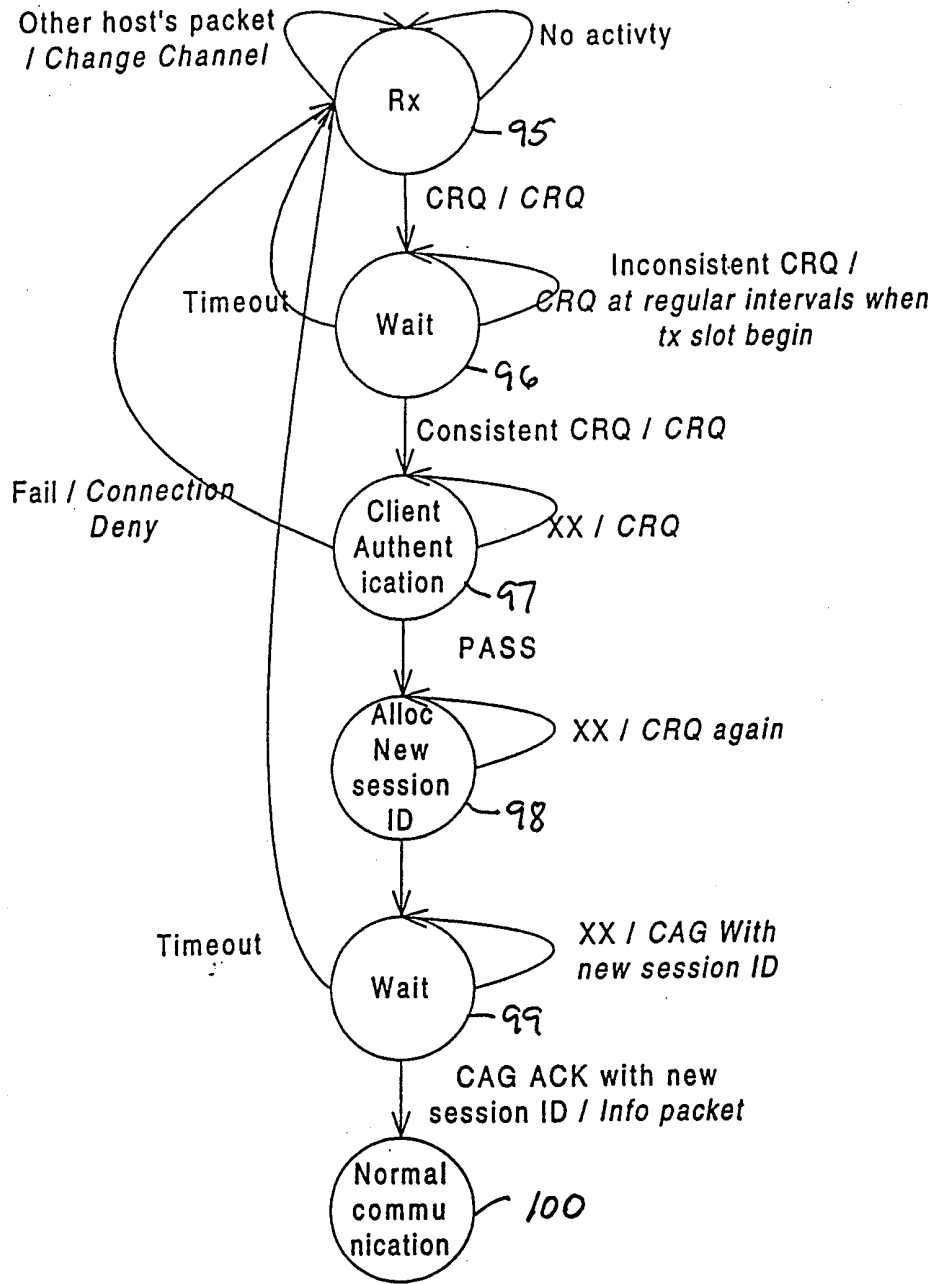 Other host's packet
/ Change Channel
No activty
Rx
95
CRQ / CRQ
Timeout
Wait
Inconsistent CRQ /
CRQ at regular intervals when
tx slot begin
96
Consistent CRQ / CRQ
Fail / Connection
Deny
Client
Authent
ication
XX / CRQ
97
PASS
Alloc
New
session
ID
XX / CRQ again
98
Timeout
Wait
XX / CAG With
new session ID
99
CAG ACK with new
session ID / Info packet
Normal
commu
nication
100